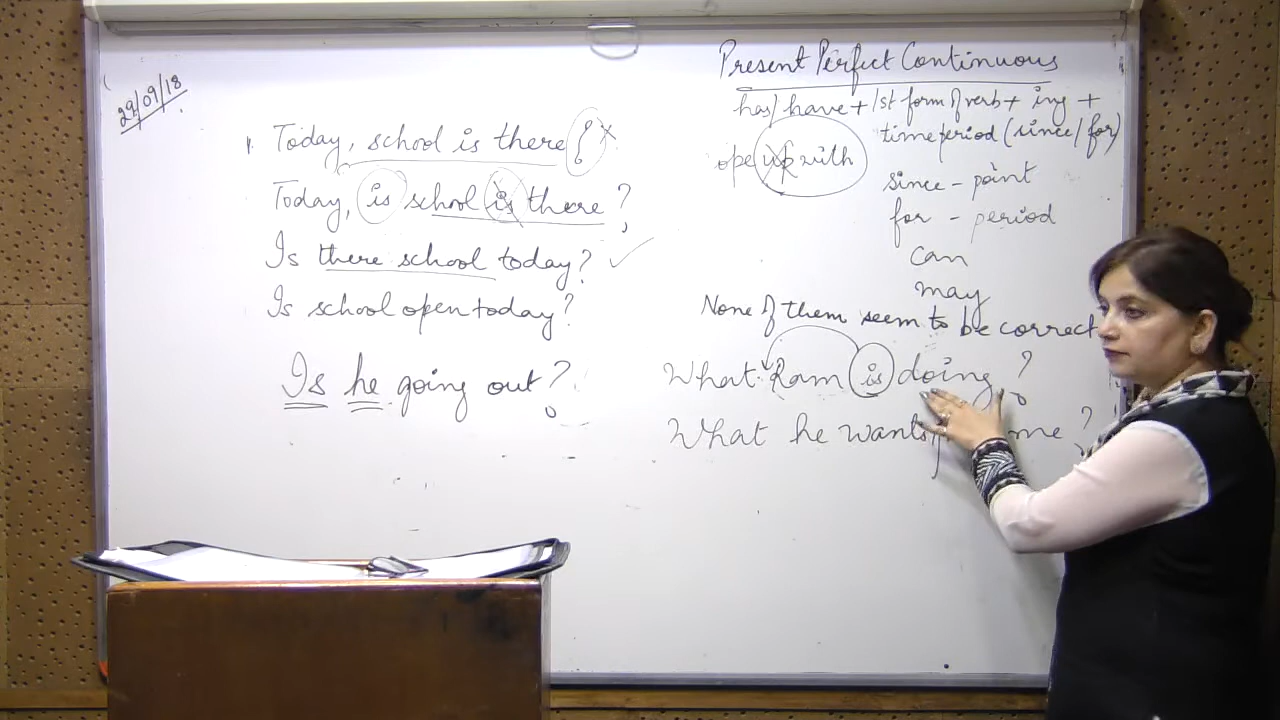 29/09/18
1. Today, school is there ?
Today, is school is there ?
Is there school today?
Is school open today?
Is he going out?
Present Perfect Continuous
has/have + 1st form of verb + ing +
time period (since/for)
ope with
since - point
for - period
can
may
None of them seem to be correct
What Ram is doing ?
What he wants me ?